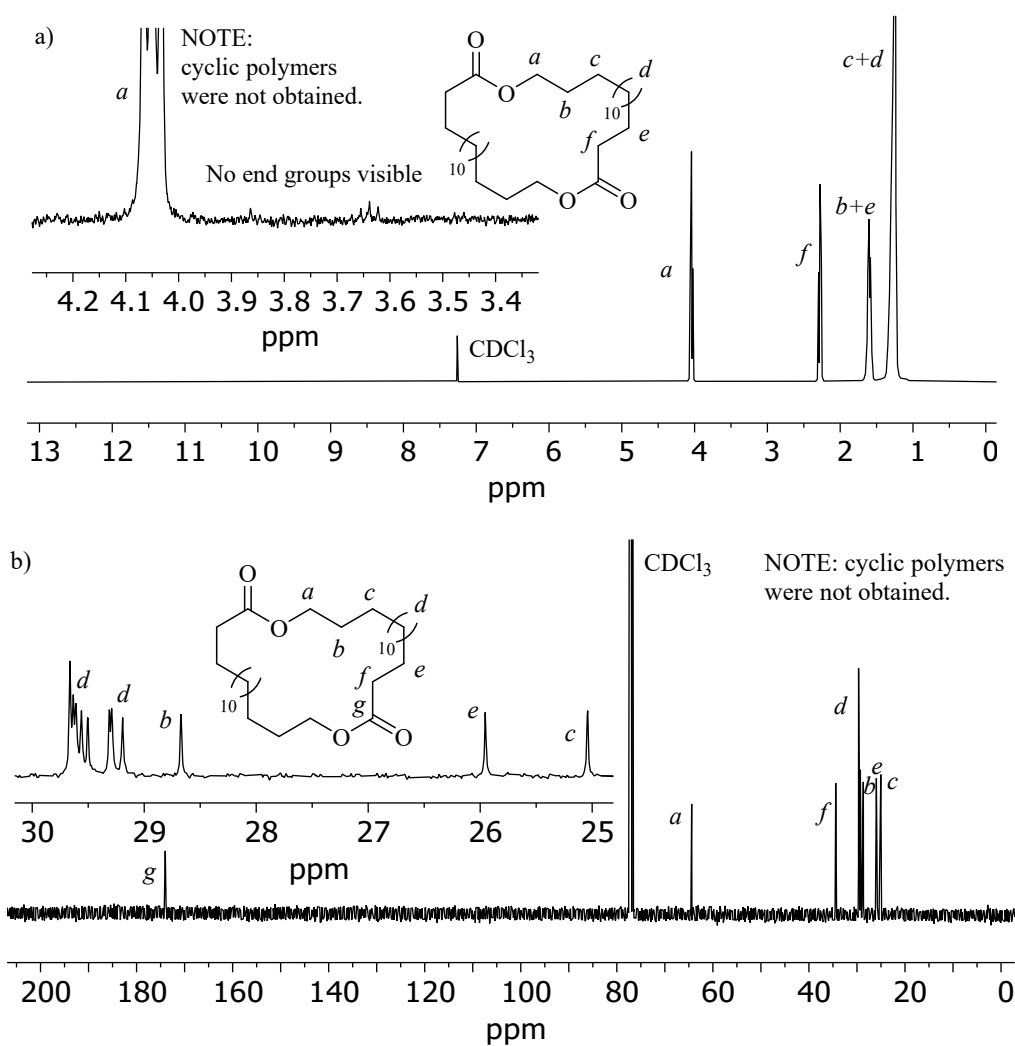 a)
NOTE:
cyclic polymers
were not obtained.
a
No end groups visible
O
O
a
b
c
d
10
e
f
10
O
O
4.2 4.1 4.0 3.9 3.8 3.7 3.6 3.5 3.4
ppm
CDCl3
a
f
b+e
c+d
13 12 11 10 9 8 7 6 5 4 3 2 1 0
ppm
b)
NOTE: cyclic polymers
were not obtained.
CDCl3
O
O
a
b
c
d
10
e
f
g
10
O
O
d
d
b
e
c
30 29 28 27 26 25
ppm
g
a
f
d
b
e
c
200 180 160 140 120 100 80 60 40 20 0
ppm